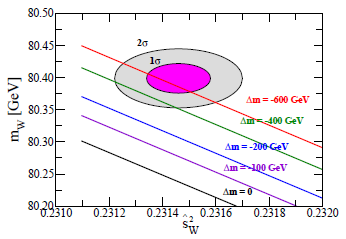 80.50
80.45
80.40
80.35
80.30
80.25
80.20
m_W [GeV]
2σ
1σ
Δm = -600 GeV
Δm = -400 GeV
Δm = -200 GeV
Δm = -100 GeV
Δm = 0
0.2310 0.2312 0.2314 0.2316 0.2318 0.2320
ŝ²_W